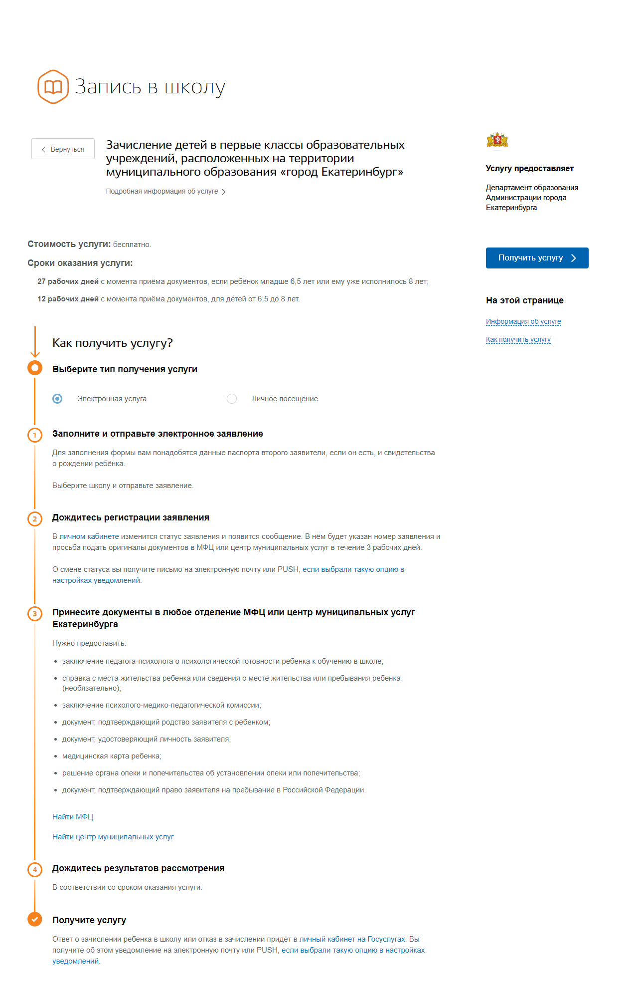 Запись в школу
Вернуться
Зачисление детей в первые классы образовательных
учреждений, расположенных на территории
муниципального образования «город Екатеринбург»
Подробная информация об услуге
Услугу предоставляет
Департамент образования
Администрации города
Екатеринбурга
Стоимость услуги: бесплатно.
Сроки оказания услуги:
27 рабочих дней с момента приёма документов, если ребёнок младше 6,5 лет или ему уже исполнилось 8 лет;
12 рабочих дней с момента приёма документов, для детей от 6,5 до 8 лет.
Получить услугу
На этой странице
Информация об услуге
Как получить услугу
Как получить услугу?
Выберите тип получения услуги
Электронная услуга
Личное посещение
1
Заполните и отправьте электронное заявление
Для заполнения формы вам понадобятся данные паспорта второго заявители, если он есть, и свидетельства
о рождении ребёнка.
Выберите школу и отправьте заявление.
2
Дождитесь регистрации заявления
В личном кабинете изменится статус заявления и появится сообщение. В нём будет указан номер заявления и
просьба подать оригиналы документов в МФЦ или центр муниципальных услуг в течение 3 рабочих дней.
О смене статуса вы получите письмо на электронную почту или PUSH, если выбрали такую опцию в
настройках уведомлений.
3
Принесите документы в любое отделение МФЦ или центр муниципальных услуг
Екатеринбурга
Нужно предоставить:
• заключение педагога-психолога о психологической готовности ребенка к обучению в школе;
• справка с места жительства ребенка или сведения о месте жительства или пребывания ребенка
(необязательно);
• заключение психолого-медико-педагогической комиссии;
• документ, подтверждающий родство заявителя с ребенком;
• документ, удостоверяющий личность заявителя;
• медицинская карта ребенка;
• решение органа опеки и попечительства об установлении опеки или попечительства;
• документ, подтверждающий право заявителя на пребывание в Российской Федерации.
Найти МФЦ
Найти центр муниципальных услуг
4
Дождитесь результатов рассмотрения
В соответствии со сроком оказания услуги.
Получите услугу
Ответ о зачислении ребенка в школу или отказ в зачислении придёт в личный кабинет на Госуслугах. Вы
получите об этом уведомление на электронную почту или PUSH, если выбрали такую опцию в настройках
уведомлений.